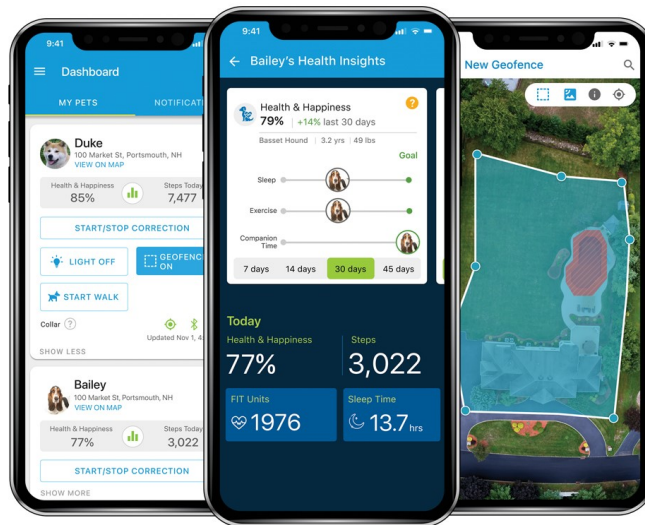 9:41
Dashboard
MY PETS
Duke
100 Market St, Portsmouth, NH
VIEW ON MAP
Health & Happiness Steps Today
85% 7,477
START/STOP CORRECTION
LIGHT OFF
ON
START WALK
Collar ?
Updated Nov 1,
SHOW LESS
Bailey
100 Market St, Portsmouth, NH
VIEW ON MAP
Health & Happiness Steps Today
77% 3,022
START/STOP CORRECTION
SHOW MORE
9:41
Bailey's Health Insights
Health & Happiness ?
79% +14% last 30 days
Basset Hound 3.2 yrs 49 lbs
Goal
Sleep
Exercise
Companion
Time
7 days 14 days 30 days 45 days
Today
Health & Happiness Steps
77% 3,022
FIT Units Sleep Time
1976 13.7 hrs
New Geofence